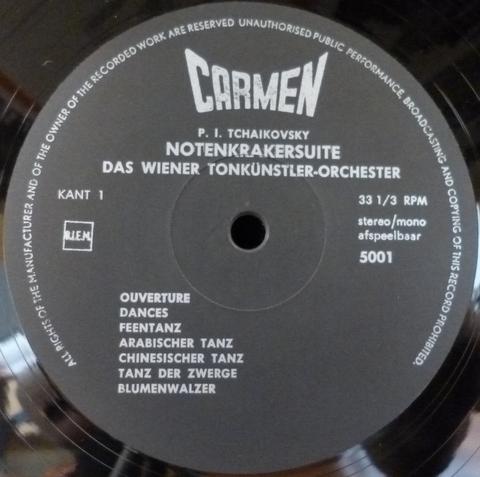 ALL RIGHTS OF THE MANUFACTURER AND OF THE OWNER OF THE RECORDED WORK ARE RESERVED UNAUTHORISED PUBLIC PERFORMANCE, BROADCASTING AND COPYING OF THIS RECORD PROHIBITED.
CARMEN
P. I. TCHAIKOVSKY
NOTENKRAKERSUITE
DAS WIENER TONKÜNSTLER-ORCHESTER
KANT 1
33 1/3 RPM
B.I.E.M.
stereo/mono
afspeelbaar
5001
OUVERTURE
DANCES
FEENTANZ
ARABISCHER TANZ
CHINESISCHER TANZ
TANZ DER ZWERGE
BLUMENWALZER